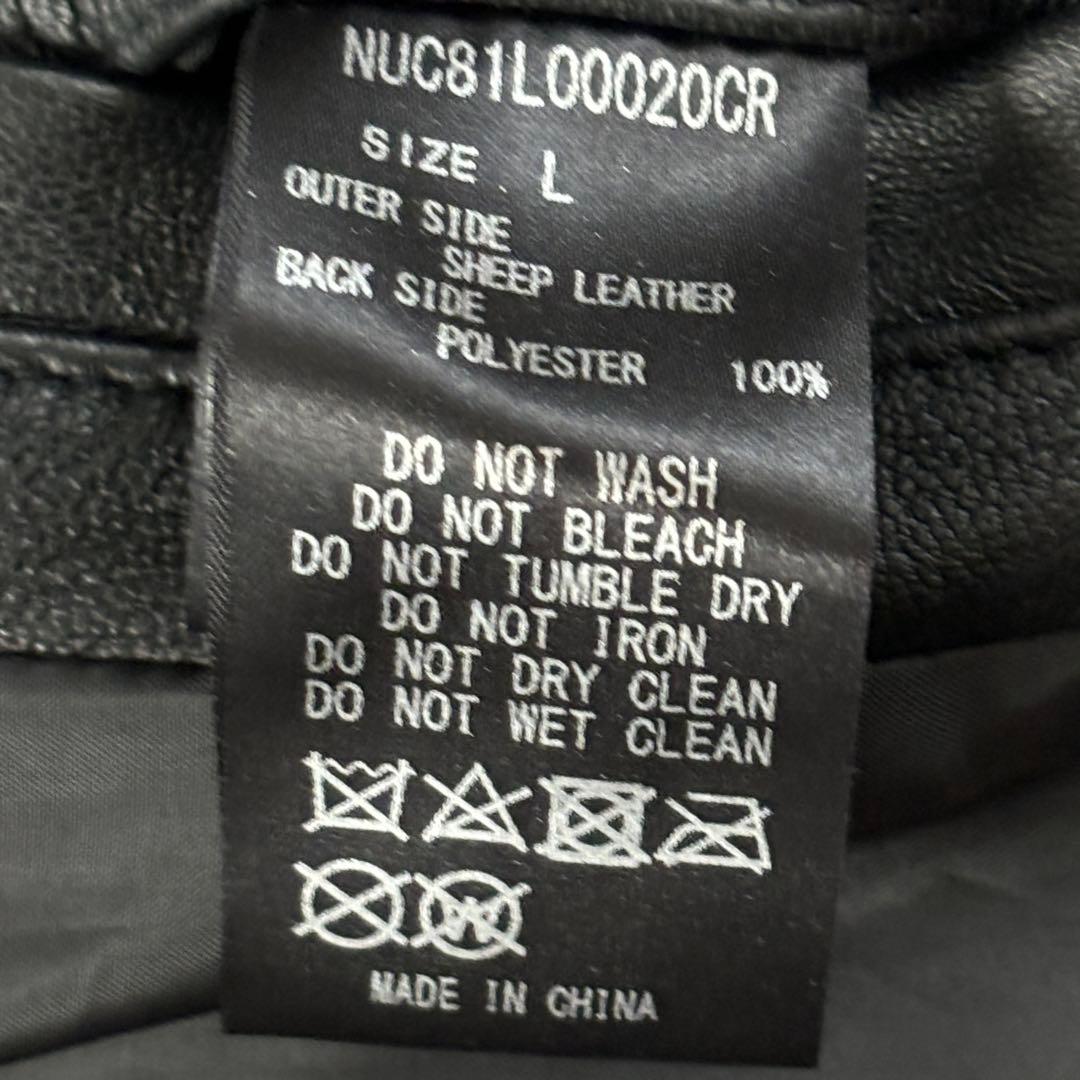 NUC81L00020CR
SIZE L
OUTER SIDE
SHEEP LEATHER
BACK SIDE
POLYESTER 100%
DO NOT WASH
DO NOT BLEACH
DO NOT TUMBLE DRY
DO NOT IRON
DO NOT DRY CLEAN
DO NOT WET CLEAN
W
MADE IN CHINA